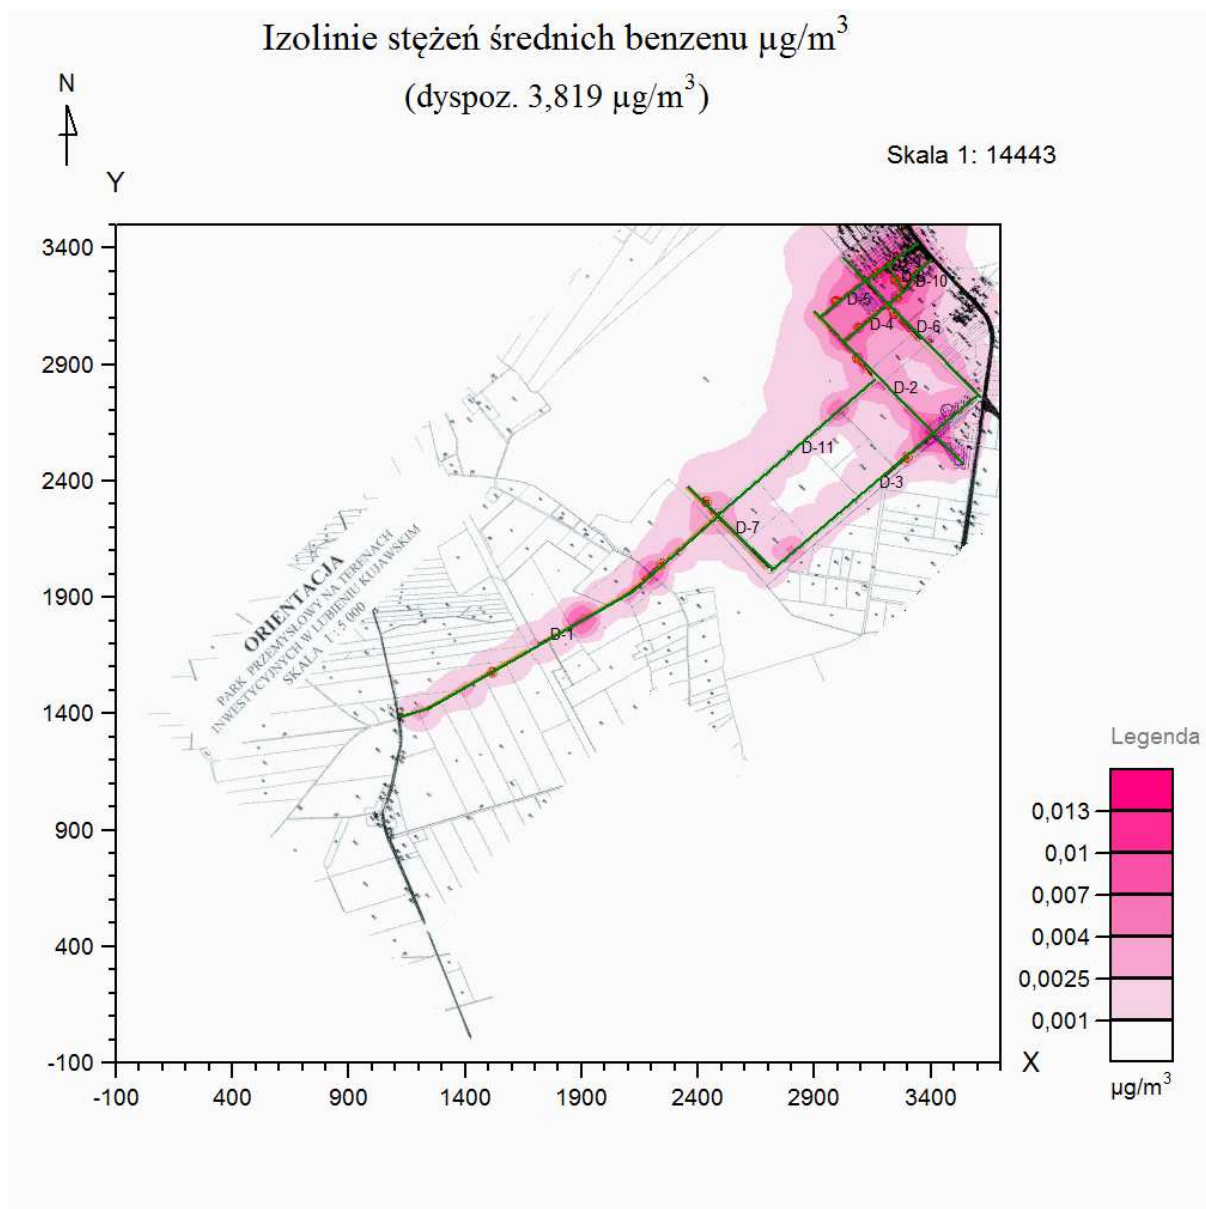 Izolinie stężeń średnich benzenu µg/m³
(dyspoz. 3,819 µg/m³)
N
Skala 1: 14443
Y
3400
2900
2400
1900
1400
900
400
-100
-100
400
900
1400
1900
2400
2900
3400
X
D-10
D-5
D-4
D-6
D-2
D-11
D-3
D-7
D-1
ORIENTACJA
PARK PRZEMYSŁOWY NA TERENACH
INWESTYCYJNYCH W LUBIENIU KUJAWSKIM
SKALA 1 : 5 000
Legenda
0,013
0,01
0,007
0,004
0,0025
0,001
µg/m³